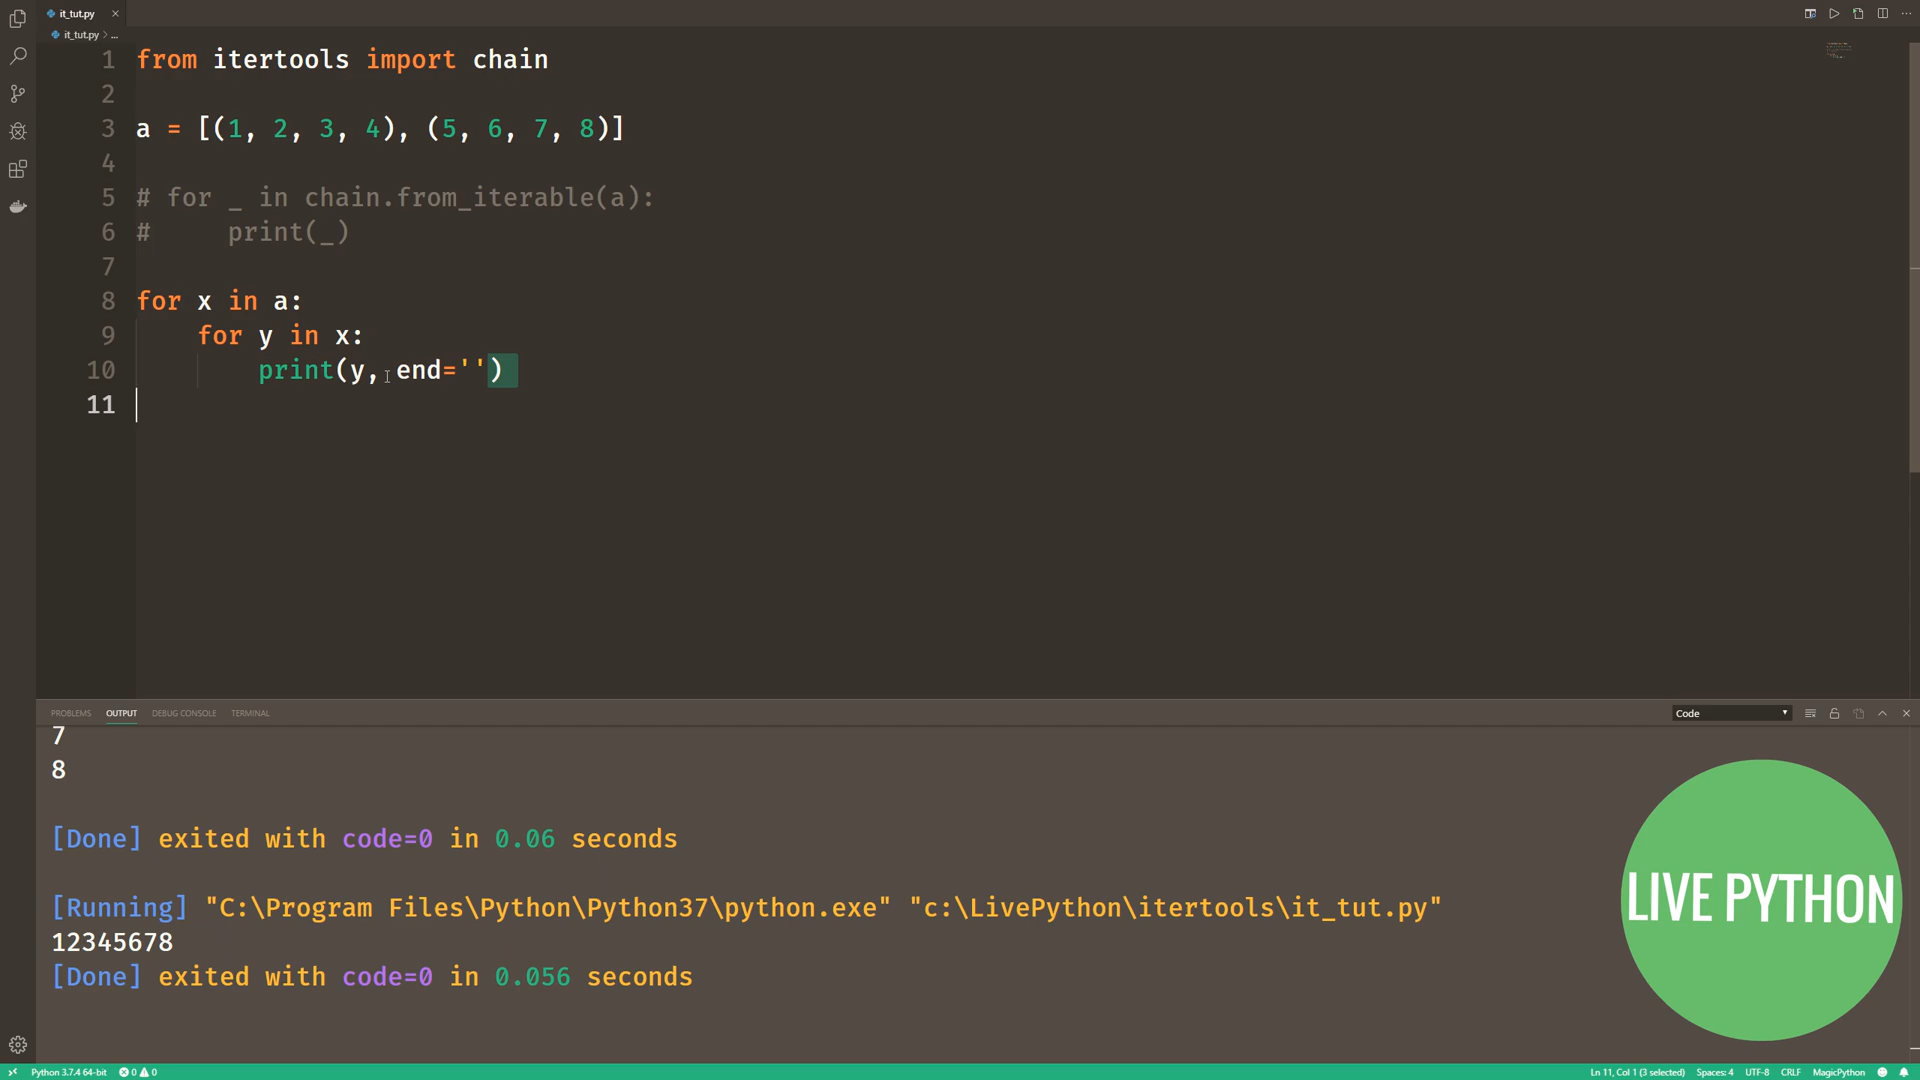 it_tut.py
it_tut.py > ...
1 from itertools import chain
2
3 a = [(1, 2, 3, 4), (5, 6, 7, 8)]
4
5 # for _ in chain.from_iterable(a):
6 #     print(_)
7
8 for x in a:
9     for y in x:
10         print(y, end='')
11
PROBLEMS OUTPUT DEBUG CONSOLE TERMINAL Code
7
8
[Done] exited with code=0 in 0.06 seconds
[Running] "C:\Program Files\Python\Python37\python.exe" "c:\LivePython\itertools\it_tut.py"
12345678
[Done] exited with code=0 in 0.056 seconds
LIVE PYTHON
Python 3.7.4 64-bit 0 0 Ln 11, Col 1 (3 selected) Spaces: 4 UTF-8 CRLF MagicPython